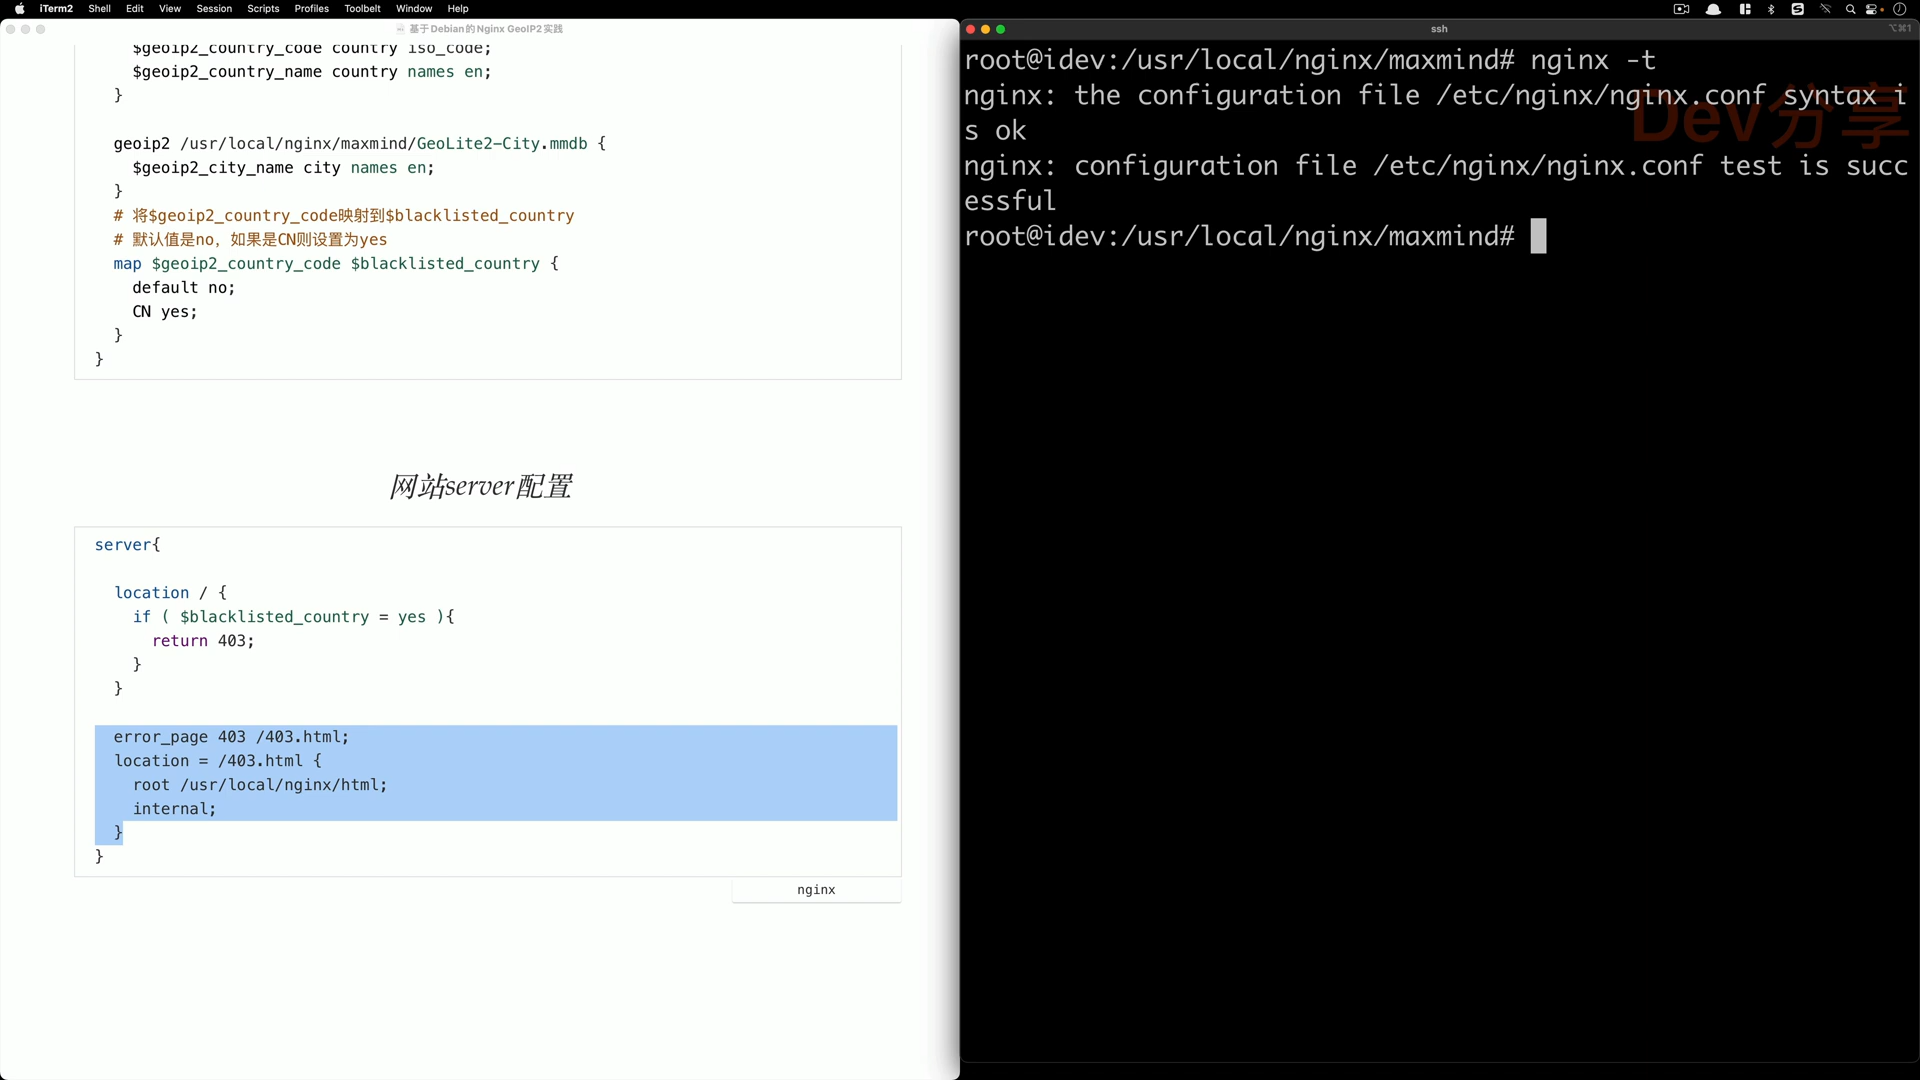 iTerm2 Shell Edit View Session Scripts Profiles Toolbelt Window Help
基于Debian的Nginx GeoIP2实践
$geoip2_country_code country iso_code;
$geoip2_country_name country names en;
}
geoip2 /usr/local/nginx/maxmind/GeoLite2-City.mmdb {
$geoip2_city_name city names en;
}
# 将$geoip2_country_code映射到$blacklisted_country
# 默认值是no，如果是CN则设置为yes
map $geoip2_country_code $blacklisted_country {
default no;
CN yes;
}
}
网站server配置
server{
location / {
if ( $blacklisted_country = yes ){
return 403;
}
}
error_page 403 /403.html;
location = /403.html {
root /usr/local/nginx/html;
internal;
}
}
nginx
ssh
⌥⌘1
root@idev:/usr/local/nginx/maxmind# nginx -t
nginx: the configuration file /etc/nginx/nginx.conf syntax i
s ok
nginx: configuration file /etc/nginx/nginx.conf test is succ
essful
root@idev:/usr/local/nginx/maxmind#
Dev分享